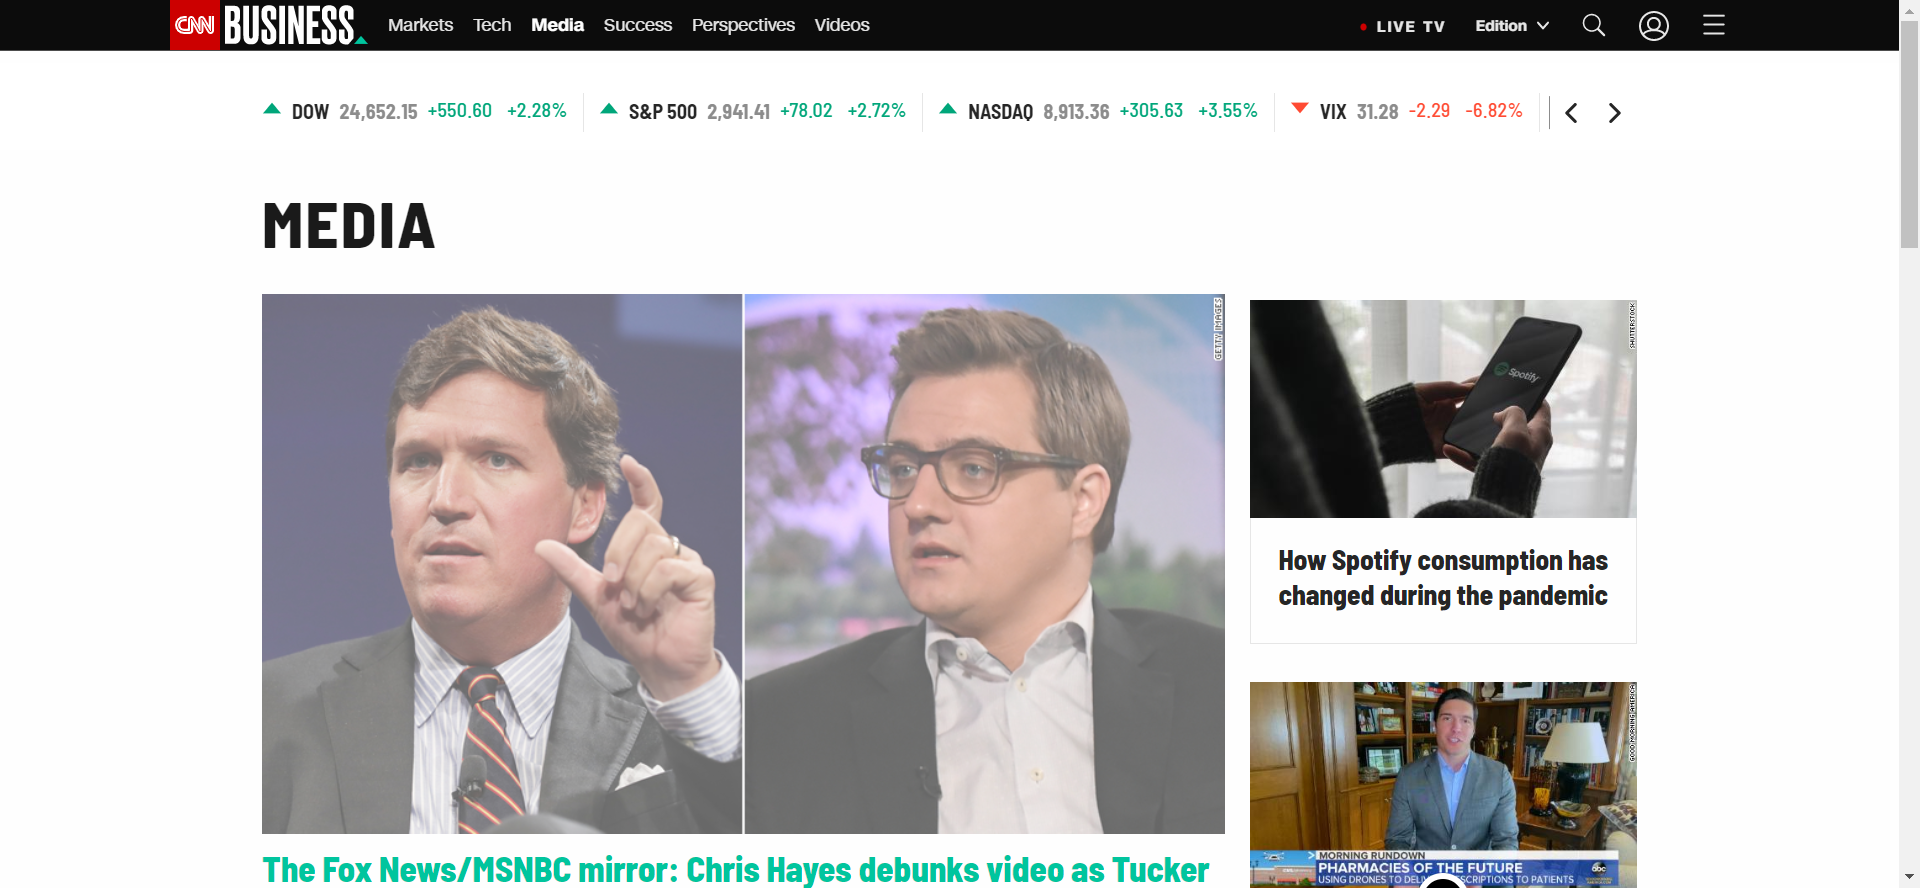 CNN BUSINESS Markets Tech Media Success Perspectives Videos LIVE TV Edition
DOW 24,652.15 +550.60 +2.28% S&P 500 2,941.41 +78.02 +2.72% NASDAQ 8,913.36 +305.63 +3.55% VIX 31.28 -2.29 -6.82%
MEDIA
GETTY IMAGES
SHUTTERSTOCK
Spotify
How Spotify consumption has
changed during the pandemic
GOOD MORNING AMERICA
MORNING RUNDOWN
PHARMACIES OF THE FUTURE
abc
USING DRONES TO
SCRIPTIONS TO PATIENTS
The Fox News/MSNBC mirror: Chris Hayes debunks video as Tucker